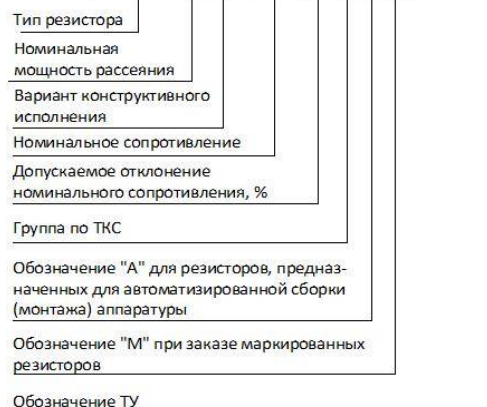 Тип резистора
Номинальная
мощность рассеяния
Вариант конструктивного
исполнения
Номинальное сопротивление
Допускаемое отклонение
номинального сопротивления, %
Группа по ТКС
Обозначение "А" для резисторов, предназ-
наченных для автоматизированной сборки
(монтажа) аппаратуры
Обозначение "М" при заказе маркированных
резисторов
Обозначение ТУ